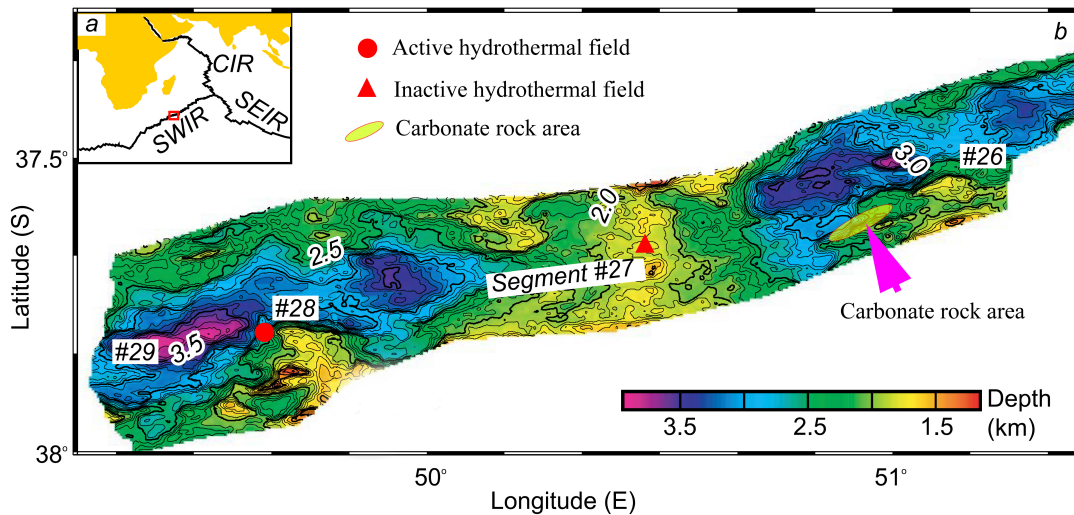 a
CIR
SEIR
SWIR
Active hydrothermal field
Inactive hydrothermal field
Carbonate rock area
b
37.5°
38°
Latitude (S)
#26
3.0
2.0
2.5
Segment #27
#28
#29
3.5
Carbonate rock area
Depth
(km)
3.5
2.5
1.5
50°
51°
Longitude (E)